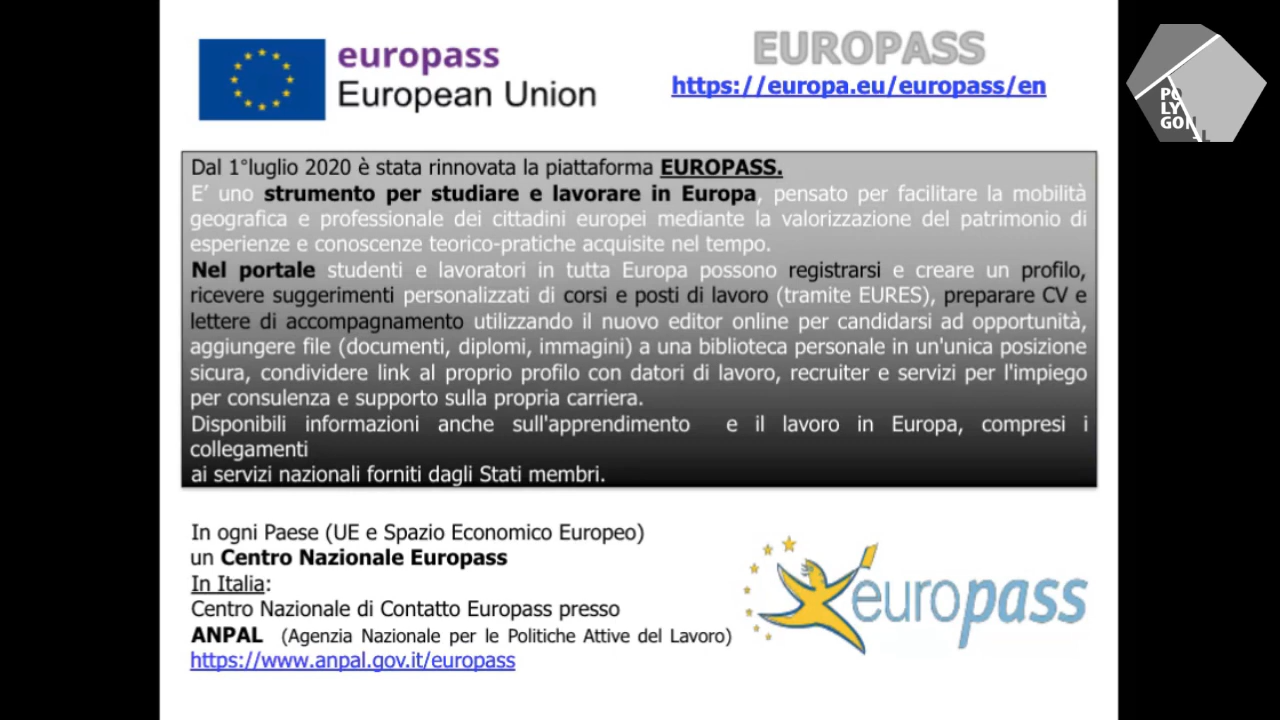 europass
European Union
EUROPASS
https://europa.eu/europass/en
PO
LY
GON
AL
Dal 1°luglio 2020 è stata rinnovata la piattaforma EUROPASS.
E’ uno strumento per studiare e lavorare in Europa, pensato per facilitare la mobilità
geografica e professionale dei cittadini europei mediante la valorizzazione del patrimonio di
esperienze e conoscenze teorico-pratiche acquisite nel tempo.
Nel portale studenti e lavoratori in tutta Europa possono registrarsi e creare un profilo,
ricevere suggerimenti personalizzati di corsi e posti di lavoro (tramite EURES), preparare CV e
lettere di accompagnamento utilizzando il nuovo editor online per candidarsi ad opportunità,
aggiungere file (documenti, diplomi, immagini) a una biblioteca personale in un'unica posizione
sicura, condividere link al proprio profilo con datori di lavoro, recruiter e servizi per l'impiego
per consulenza e supporto sulla propria carriera.
Disponibili informazioni anche sull'apprendimento e il lavoro in Europa, compresi i
collegamenti
ai servizi nazionali forniti dagli Stati membri.
In ogni Paese (UE e Spazio Economico Europeo)
un Centro Nazionale Europass
In Italia:
Centro Nazionale di Contatto Europass presso
ANPAL (Agenzia Nazionale per le Politiche Attive del Lavoro)
https://www.anpal.gov.it/europass
europass